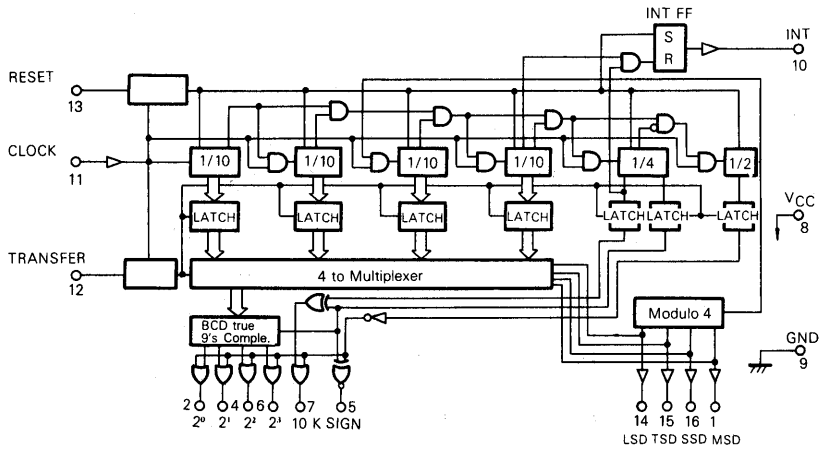 INT FF
S
R
INT
10
RESET
13
CLOCK
11
1/10
1/10
1/10
1/10
1/4
1/2
LATCH
LATCH
LATCH
LATCH
LATCH
LATCH
LATCH
VCC
8
TRANSFER
12
4 to Multiplexer
BCD true
9's Comple.
Modulo 4
GND
9
2 4 6 7 5
2⁰ 2¹ 2² 2³ 10 K SIGN
14 15 16 1
LSD TSD SSD MSD